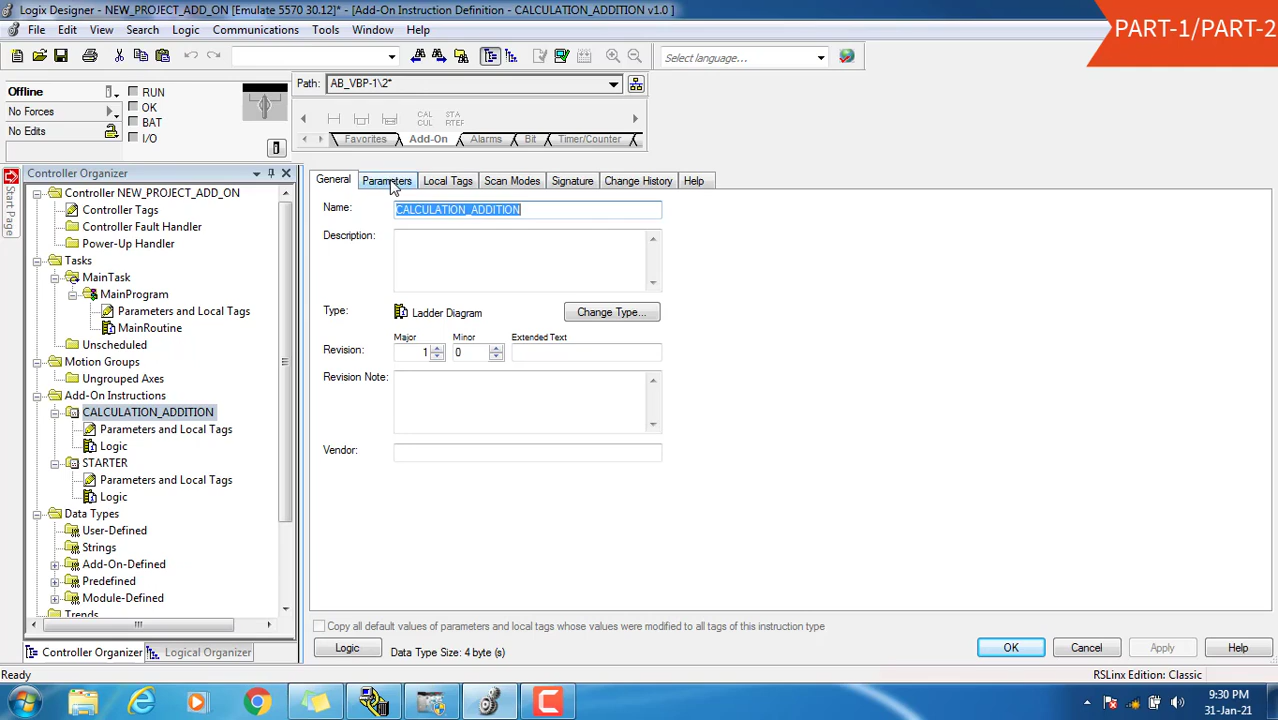 Logix Designer - NEW_PROJECT_ADD_ON [Emulate 5570 30.12]* - [Add-On Instruction Definition - CALCULATION_ADDITION v1.0 ]
PART-1/PART-2
File Edit View Search Logic Communications Tools Window Help
Select language...
Path: AB_VBP-1\2*
Offline
No Forces
No Edits
RUN
OK
BAT
I/O
CAL CUL
STA RTEF
Favorites Add-On Alarms Bit Timer/Counter
Start Page
Controller Organizer
Controller NEW_PROJECT_ADD_ON
Controller Tags
Controller Fault Handler
Power-Up Handler
Tasks
MainTask
MainProgram
Parameters and Local Tags
MainRoutine
Unscheduled
Motion Groups
Ungrouped Axes
Add-On Instructions
CALCULATION_ADDITION
Parameters and Local Tags
Logic
STARTER
Parameters and Local Tags
Logic
Data Types
User-Defined
Strings
Add-On-Defined
Predefined
Module-Defined
Trends
Controller Organizer Logical Organizer
General Parameters Local Tags Scan Modes Signature Change History Help
Name: CALCULATION_ADDITION
Description:
Type: Ladder Diagram Change Type...
Major Minor Extended Text
Revision: 1 0
Revision Note:
Vendor:
Copy all default values of parameters and local tags whose values were modified to all tags of this instruction type
Logic Data Type Size: 4 byte (s) OK Cancel Apply Help
Ready
RSLinx Edition: Classic
9:30 PM
31-Jan-21